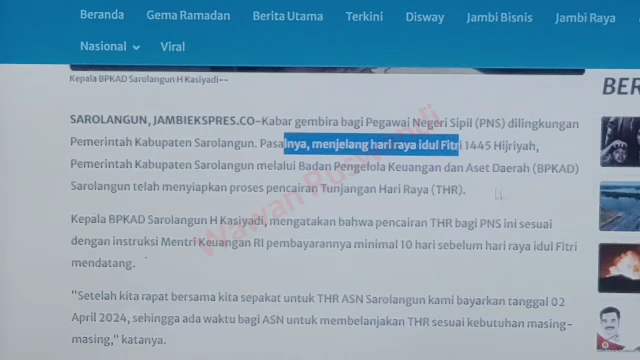 Beranda Gema Ramadan Berita Utama Terkini Disway Jambi Bisnis Jambi Raya
Nasional Viral
Kepala BPKAD Sarolangun H Kasiyadi--
BER
SAROLANGUN, JAMBIEKSPRES.CO-Kabar gembira bagi Pegawai Negeri Sipil (PNS) dilingkungan
Pemerintah Kabupaten Sarolangun. Pasalnya, menjelang hari raya idul Fitri 1445 Hijriyah,
Pemerintah Kabupaten Sarolangun melalui Badan Pengelola Keuangan dan Aset Daerah (BPKAD)
Sarolangun telah menyiapkan proses pencairan Tunjangan Hari Raya (THR).
Kepala BPKAD Sarolangun H Kasiyadi, mengatakan bahwa pencairan THR bagi PNS ini sesuai
dengan instruksi Mentri Keuangan RI pembayarannya minimal 10 hari sebelum hari raya idul Fitri
mendatang.
"Setelah kita rapat bersama kita sepakat untuk THR ASN Sarolangun kami bayarkan tanggal 02
April 2024, sehingga ada waktu bagi ASN untuk membelanjakan THR sesuai kebutuhan masing-
masing," katanya.